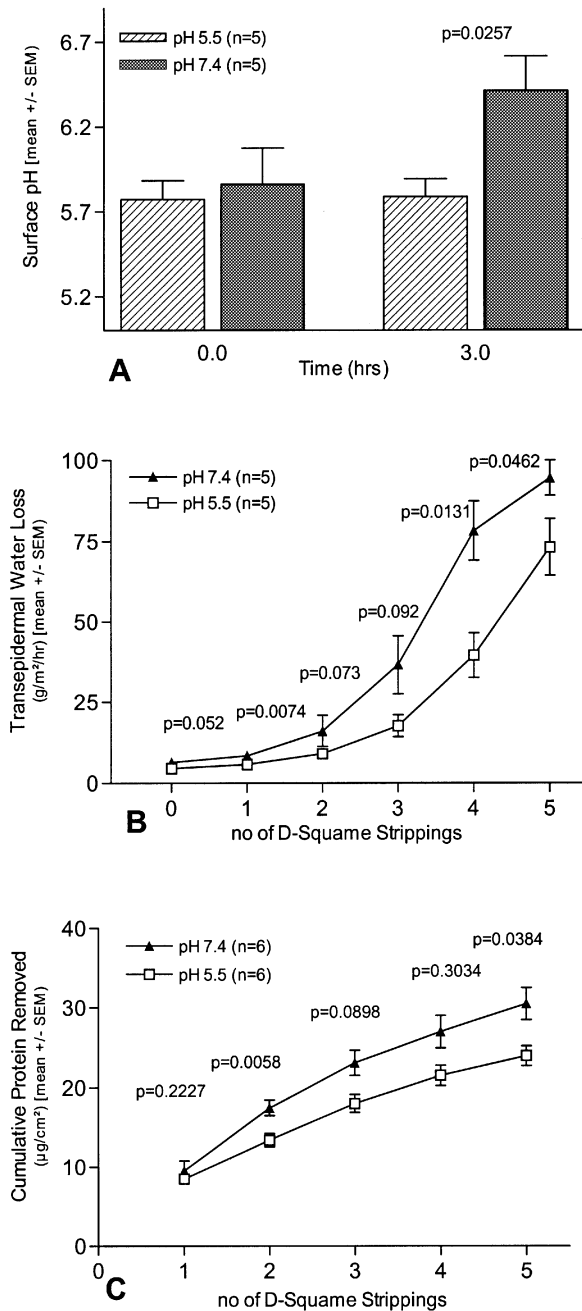 6.7
6.2
5.7
5.2
Surface pH [mean +/- SEM]
pH 5.5 (n=5)
pH 7.4 (n=5)
p=0.0257
0.0
3.0
Time (hrs)
A
100
75
50
25
0
Transepidermal Water Loss
(g/m²/hr) [mean +/- SEM)
pH 7.4 (n=5)
pH 5.5 (n=5)
p=0.052
p=0.0074
p=0.073
p=0.092
p=0.0131
p=0.0462
0 1 2 3 4 5
no of D-Squame Strippings
B
40
30
20
10
0
Cumulative Protein Removed
(µg/cm²) [mean +/- SEM)
pH 7.4 (n=6)
pH 5.5 (n=6)
p=0.2227
p=0.0058
p=0.0898
p=0.3034
p=0.0384
0 1 2 3 4 5
no of D-Squame Strippings
C